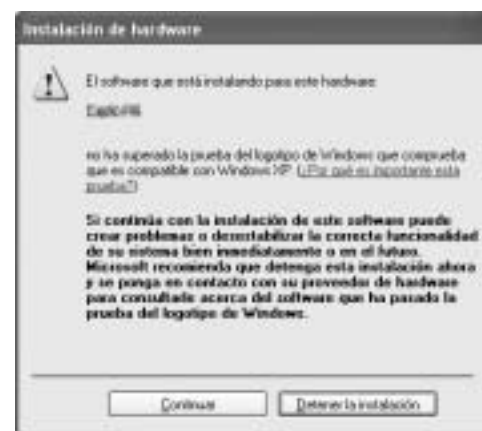 Instalación de hardware
El software que está instalando para este hardware:
no ha superado la prueba del logotipo de Windows que comprueba
que es compatible con Windows XP. (¿Por qué es importante esta
prueba?)
Si continúa con la instalación de este software puede
crear problemas o desestabilizar la correcta funcionalidad
de su sistema bien inmediatamente o en el futuro.
Microsoft recomienda que detenga esta instalación ahora
y se ponga en contacto con su proveedor de hardware
para consultarle acerca del software que ha pasado la
prueba del logotipo de Windows.
Continuar
Detener la instalación